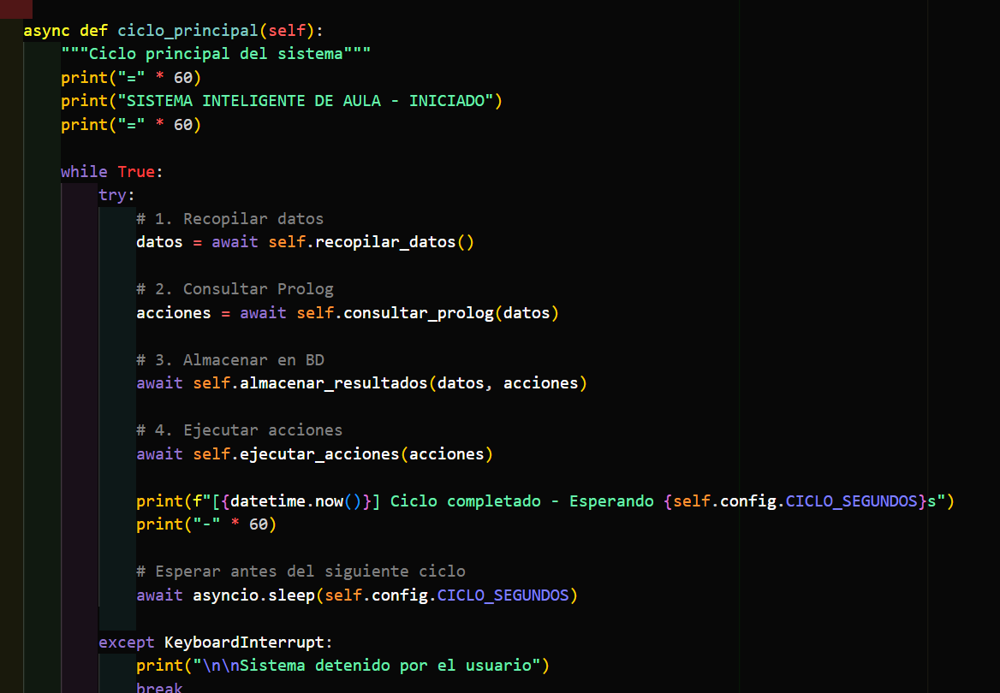 async def ciclo_principal(self):
"""Ciclo principal del sistema"""
print("=" * 60)
print("SISTEMA INTELIGENTE DE AULA - INICIADO")
print("=" * 60)
while True:
try:
# 1. Recopilar datos
datos = await self.recopilar_datos()
# 2. Consultar Prolog
acciones = await self.consultar_prolog(datos)
# 3. Almacenar en BD
await self.almacenar_resultados(datos, acciones)
# 4. Ejecutar acciones
await self.ejecutar_acciones(acciones)
print(f"[{datetime.now()}] Ciclo completado - Esperando {self.config.CICLO_SEGUNDOS}s")
print("-" * 60)
# Esperar antes del siguiente ciclo
await asyncio.sleep(self.config.CICLO_SEGUNDOS)
except KeyboardInterrupt:
print("\n\nSistema detenido por el usuario")
break